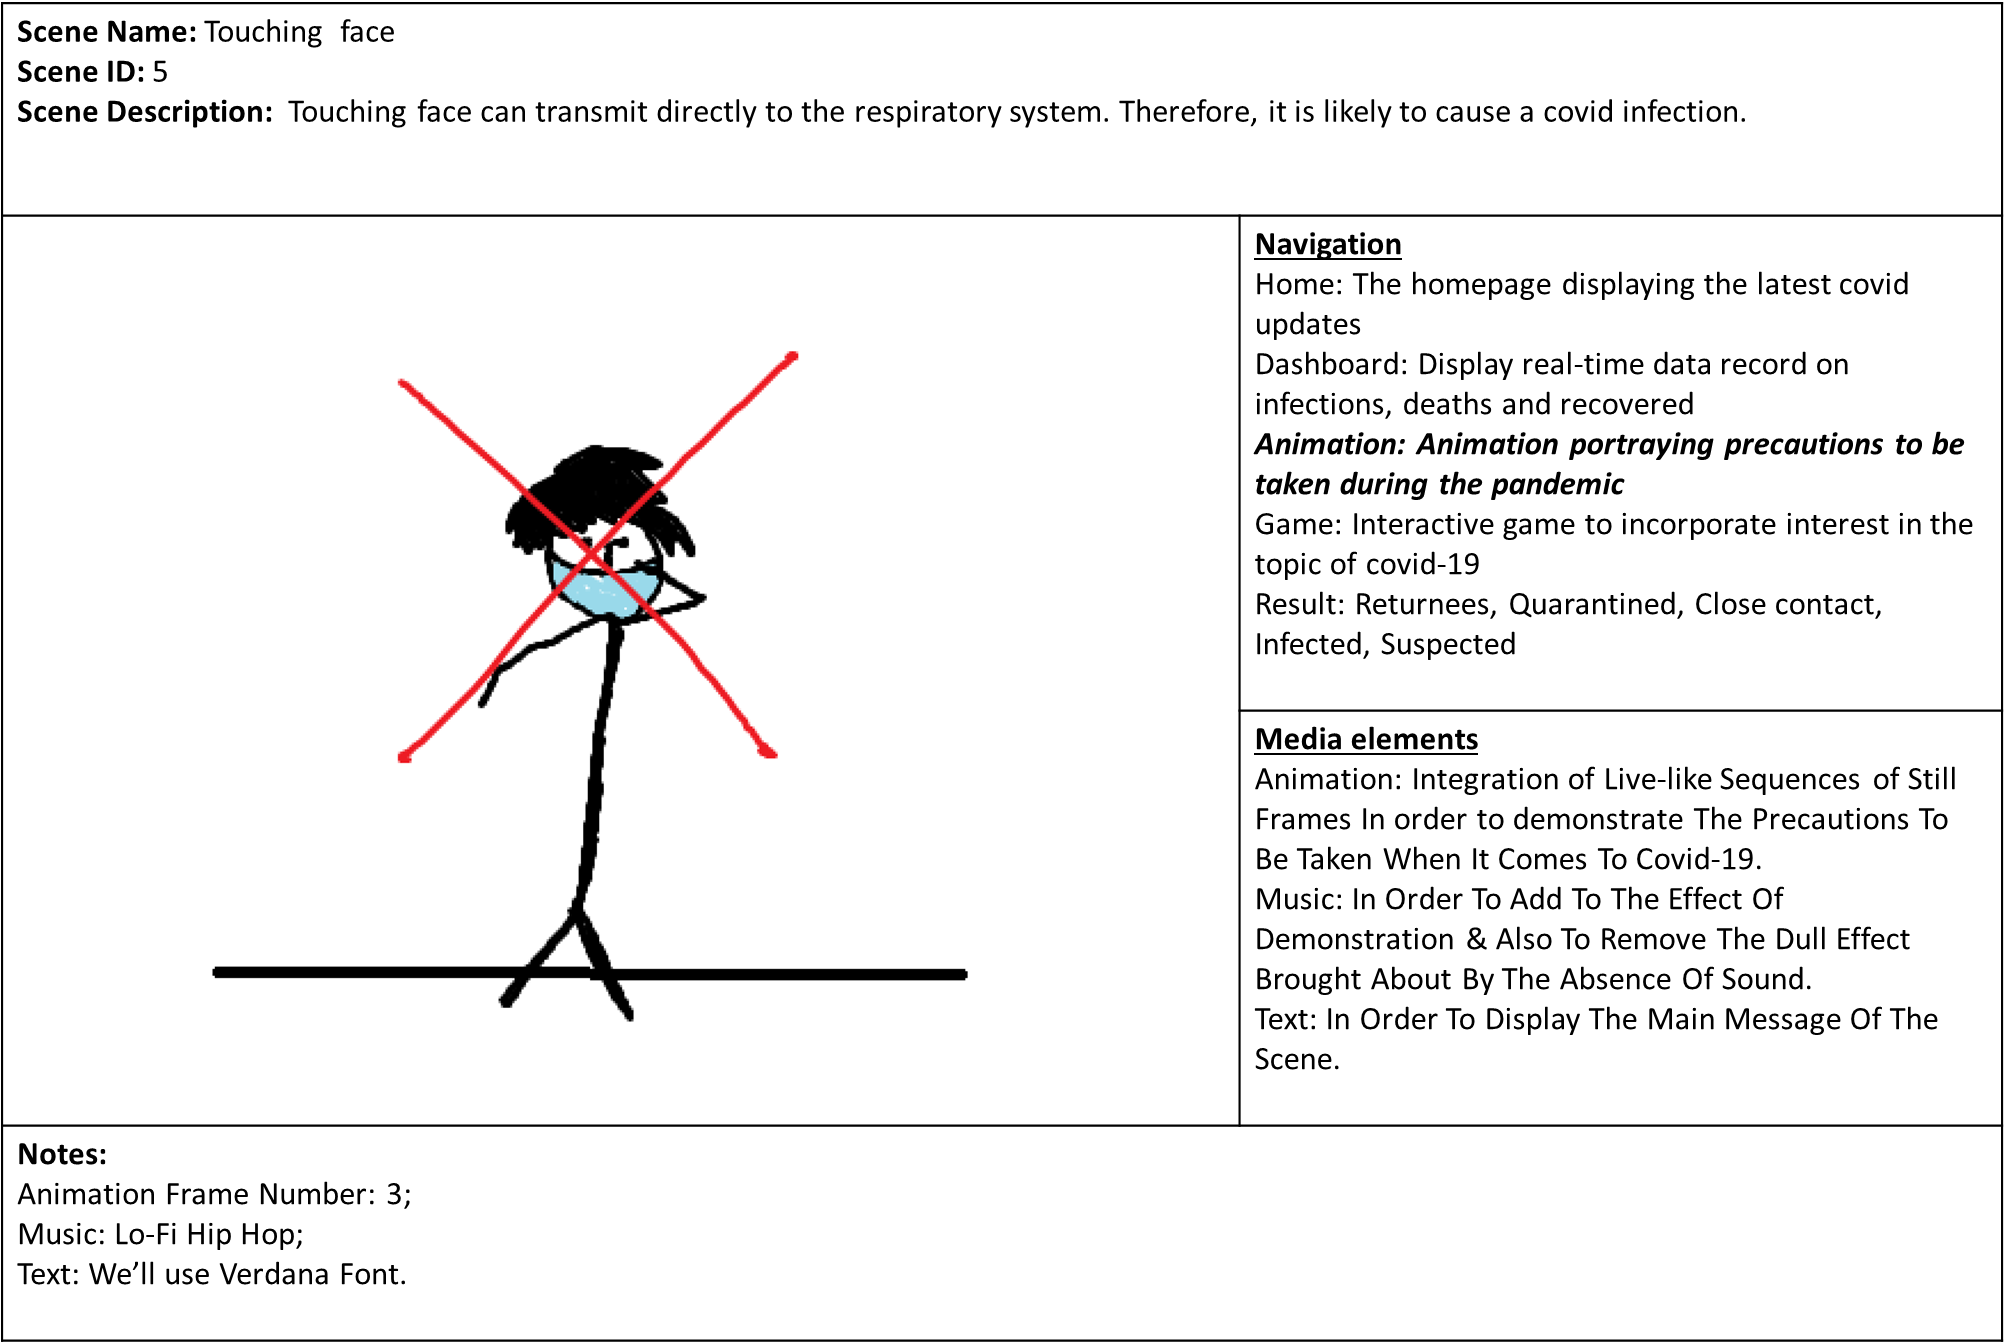 Scene Name: Touching face
Scene ID: 5
Scene Description: Touching face can transmit directly to the respiratory system. Therefore, it is likely to cause a covid infection.
Navigation
Home: The homepage displaying the latest covid
updates
Dashboard: Display real-time data record on
infections, deaths and recovered
Animation: Animation portraying precautions to be
taken during the pandemic
Game: Interactive game to incorporate interest in the
topic of covid-19
Result: Returnees, Quarantined, Close contact,
Infected, Suspected
Media elements
Animation: Integration of Live-like Sequences of Still
Frames In order to demonstrate The Precautions To
Be Taken When It Comes To Covid-19.
Music: In Order To Add To The Effect Of
Demonstration & Also To Remove The Dull Effect
Brought About By The Absence Of Sound.
Text: In Order To Display The Main Message Of The
Scene.
Notes:
Animation Frame Number: 3;
Music: Lo-Fi Hip Hop;
Text: We’ll use Verdana Font.